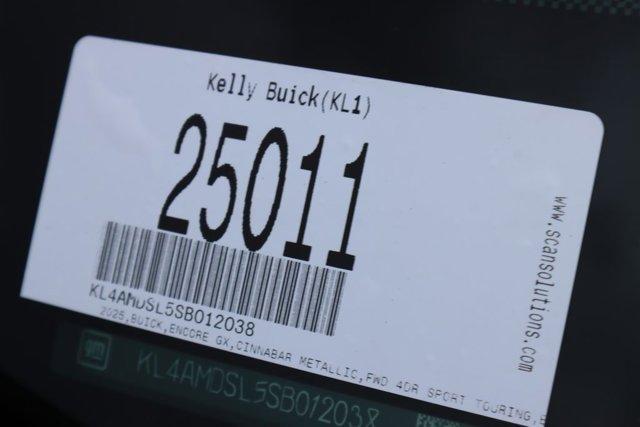 Kelly Buick(KL1)
25011
www.scansolutions.com
KL4AMDSL5SB012038
2025,BUICK,ENCORE GX,CINNABAR METALLIC,FWD 4DR SPORT TOURING,E
gm KL4AMDSL5SB012038